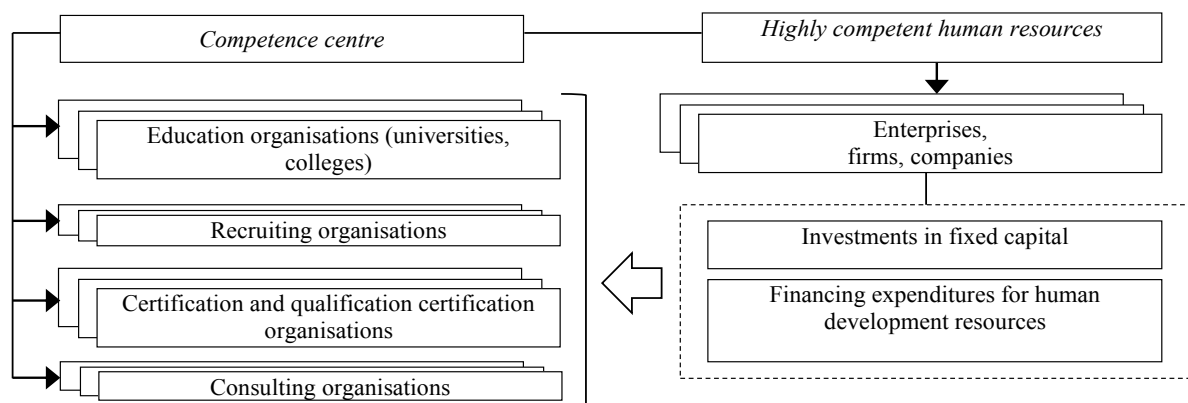 Competence centre
Highly competent human resources
Education organisations (universities,
colleges)
Recruiting organisations
Certification and qualification certification
organisations
Consulting organisations
Enterprises,
firms, companies
Investments in fixed capital
Financing expenditures for human
development resources